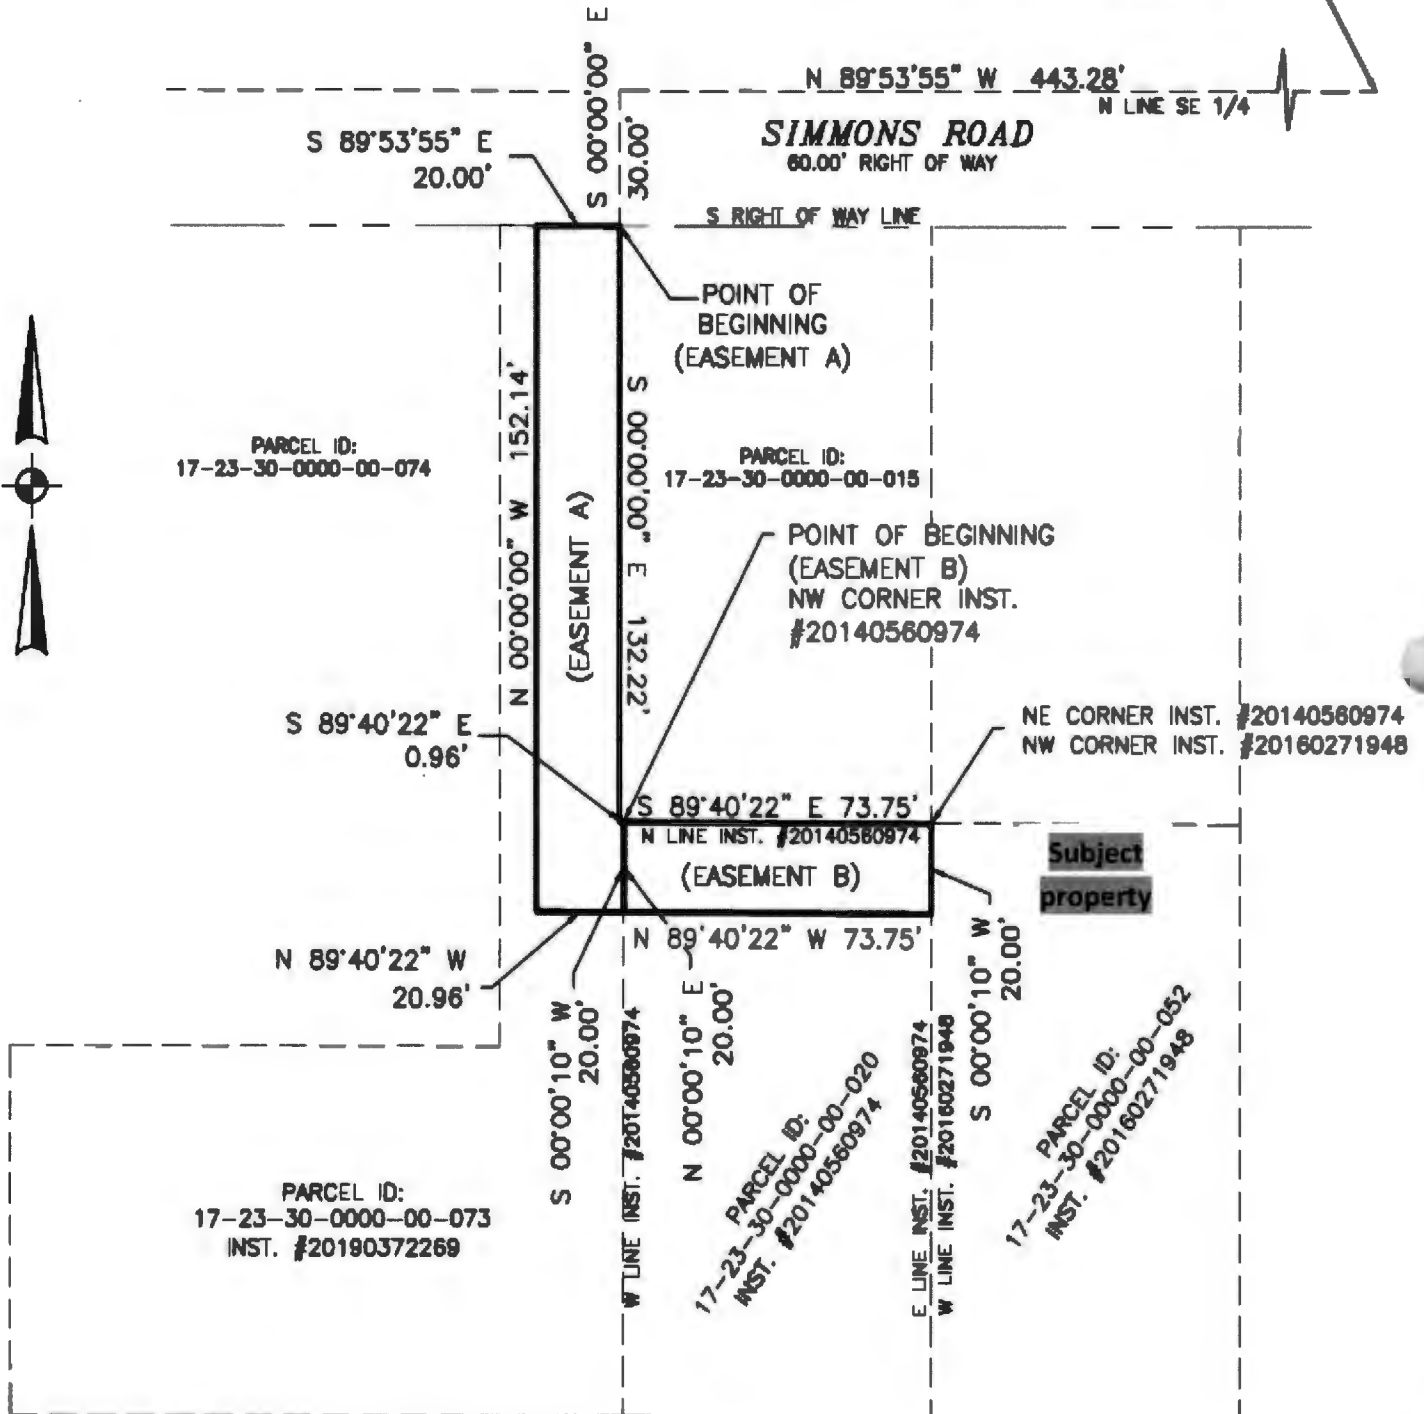 S 00°00'00" E
30.00'
N 89°53'55" W 443.28'
N LINE SE 1/4
SIMMONS ROAD
60.00' RIGHT OF WAY
S 89°53'55" E
20.00'
S RIGHT OF WAY LINE
POINT OF
BEGINNING
(EASEMENT A)
N 00°00'00" W 152.14'
(EASEMENT A)
S 00°00'00" E 132.22'
PARCEL ID:
17-23-30-0000-00-074
PARCEL ID:
17-23-30-0000-00-015
POINT OF BEGINNING
(EASEMENT B)
NW CORNER INST.
#20140560974
S 89°40'22" E
0.96'
NE CORNER INST. #20140560974
NW CORNER INST. #20160271948
S 89°40'22" E 73.75'
N LINE INST. #20140560974
(EASEMENT B)
Subject
property
N 89°40'22" W 73.75'
N 89°40'22" W
20.96'
S 00°00'10" W
20.00'
W LINE INST. #20140560974
N 00°00'10" E
20.00'
S 00°00'10" W
20.00'
E LINE INST. #20140560974
W LINE INST. #20160271948
PARCEL ID:
17-23-30-0000-00-020
INST. #20140560974
PARCEL ID:
17-23-30-0000-00-052
INST. #20160271948
PARCEL ID:
17-23-30-0000-00-073
INST. #20190372269